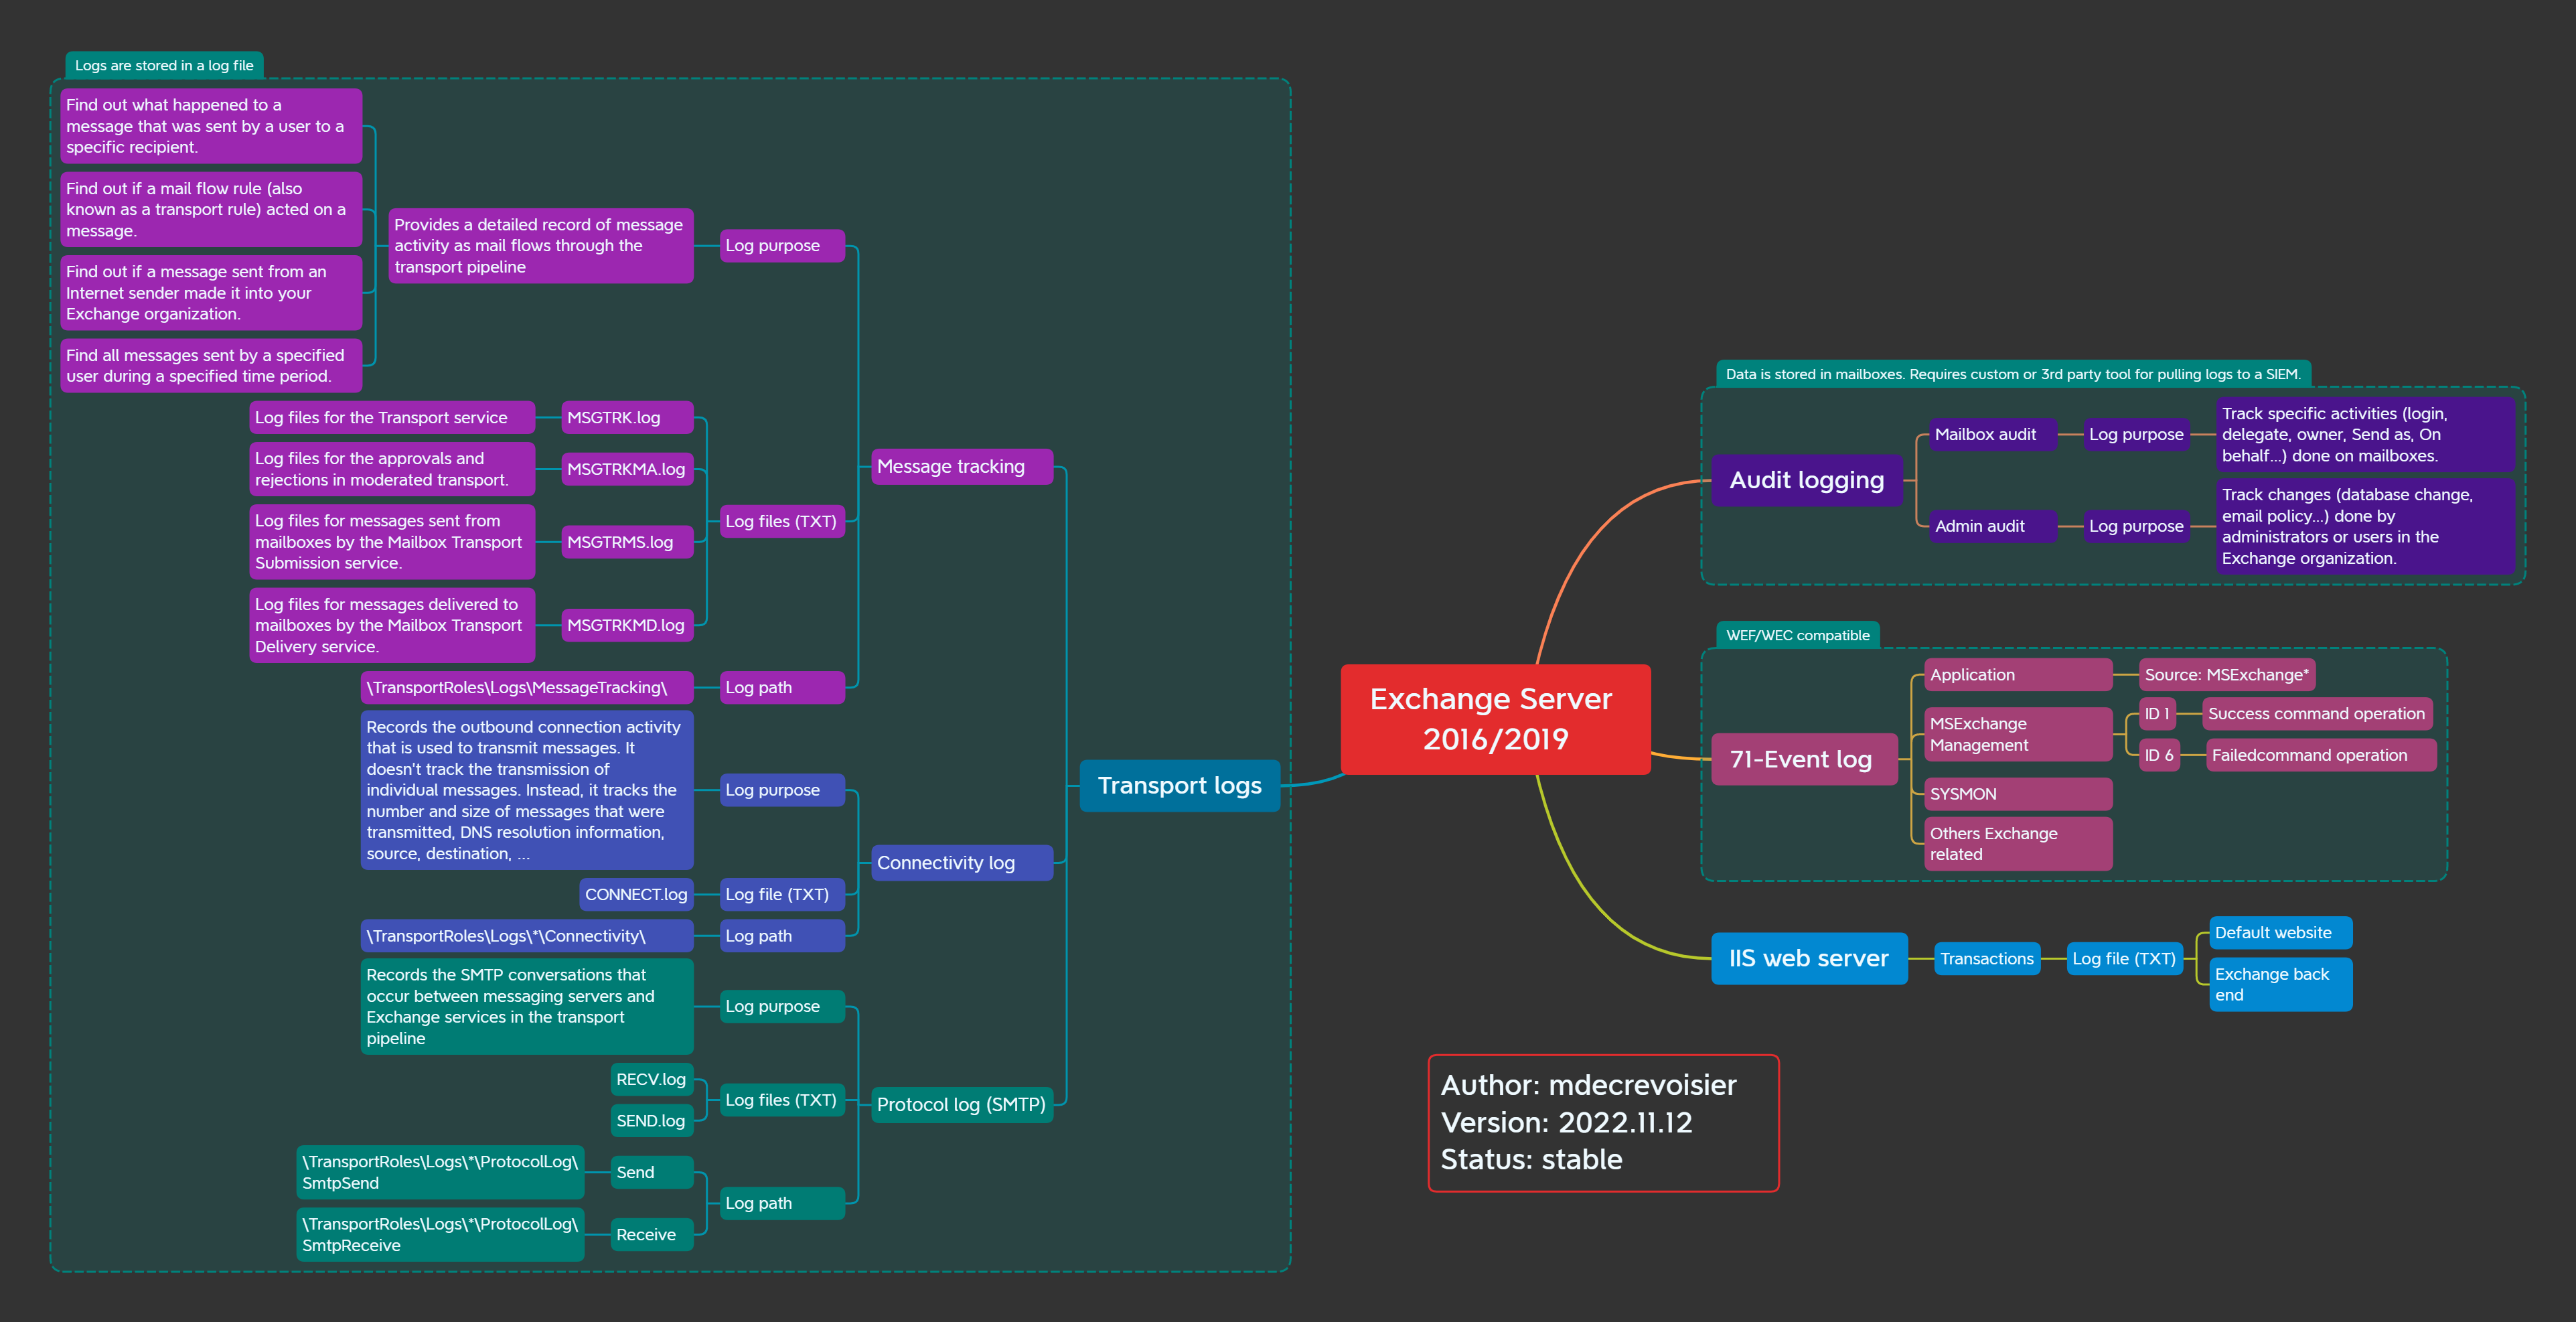 Logs are stored in a log file
Find out what happened to a
message that was sent by a user to a
specific recipient.
Find out if a mail flow rule (also
known as a transport rule) acted on a
message.
Find out if a message sent from an
Internet sender made it into your
Exchange organization.
Find all messages sent by a specified
user during a specified time period.
Provides a detailed record of message
activity as mail flows through the
transport pipeline
Log purpose
Log files for the Transport service
MSGTRK.log
Log files for the approvals and
rejections in moderated transport.
MSGTRKMA.log
Log files for messages sent from
mailboxes by the Mailbox Transport
Submission service.
MSGTRMS.log
Log files for messages delivered to
mailboxes by the Mailbox Transport
Delivery service.
MSGTRKMD.log
Log files (TXT)
\TransportRoles\Logs\MessageTracking\
Log path
Message tracking
Records the outbound connection activity
that is used to transmit messages. It
doesn't track the transmission of
individual messages. Instead, it tracks the
number and size of messages that were
transmitted, DNS resolution information,
source, destination, ...
Log purpose
CONNECT.log
Log file (TXT)
\TransportRoles\Logs\*\Connectivity\
Log path
Connectivity log
Records the SMTP conversations that
occur between messaging servers and
Exchange services in the transport
pipeline
Log purpose
RECV.log
SEND.log
Log files (TXT)
\TransportRoles\Logs\*\ProtocolLog\
SmtpSend
Send
\TransportRoles\Logs\*\ProtocolLog\
SmtpReceive
Receive
Log path
Protocol log (SMTP)
Transport logs
Exchange Server
2016/2019
Data is stored in mailboxes. Requires custom or 3rd party tool for pulling logs to a SIEM.
Audit logging
Mailbox audit
Log purpose
Track specific activities (login,
delegate, owner, Send as, On
behalf...) done on mailboxes.
Admin audit
Log purpose
Track changes (database change,
email policy...) done by
administrators or users in the
Exchange organization.
WEF/WEC compatible
71-Event log
Application
Source: MSExchange*
MSExchange
Management
ID 1
Success command operation
ID 6
Failedcommand operation
SYSMON
Others Exchange
related
IIS web server
Transactions
Log file (TXT)
Default website
Exchange back
end
Author: mdecrevoisier
Version: 2022.11.12
Status: stable